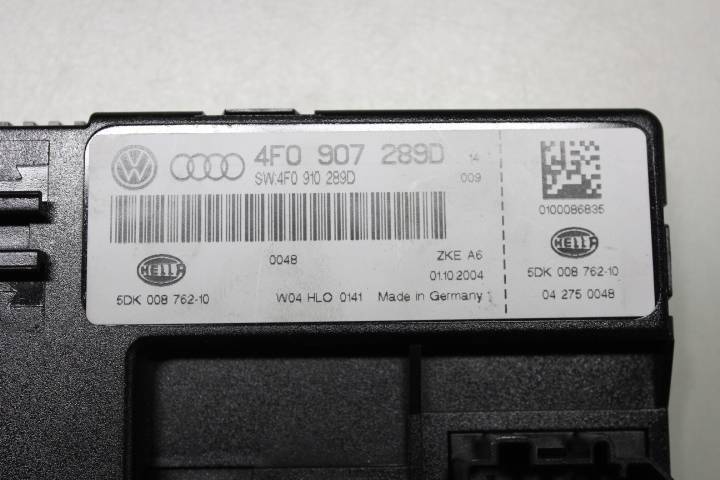 4F0 907 289D 14
SW:4F0 910 289D 009
0048 ZKE A6
01.10.2004
HELLA
5DK 008 762-10 W04 HLO 0141 Made in Germany
0100086835
HELLA
5DK 008 762-10
04 275 0048